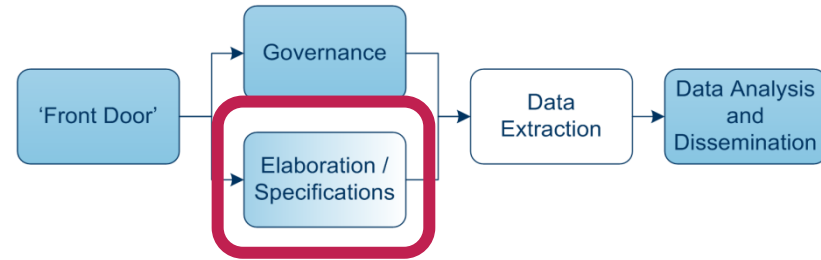 Governance
'Front Door'
Elaboration /
Specifications
Data
Extraction
Data Analysis
and
Dissemination